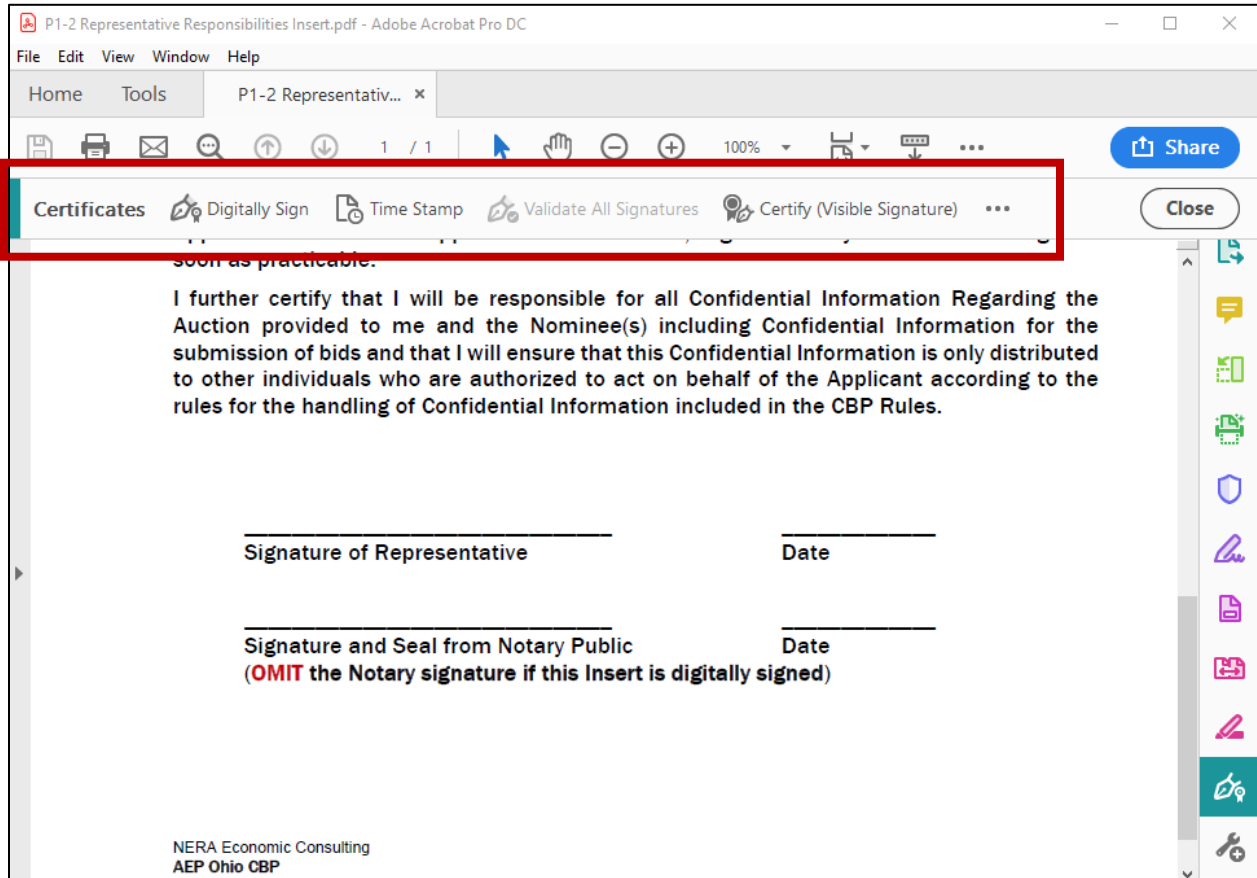 P1-2 Representative Responsibilities Insert.pdf - Adobe Acrobat Pro DC
File Edit View Window Help
Home Tools P1-2 Representativ... ×
1 / 1 100% ••• Share
Certificates Digitally Sign Time Stamp Validate All Signatures Certify (Visible Signature) ••• Close
soon as practicable.
I further certify that I will be responsible for all Confidential Information Regarding the
Auction provided to me and the Nominee(s) including Confidential Information for the
submission of bids and that I will ensure that this Confidential Information is only distributed
to other individuals who are authorized to act on behalf of the Applicant according to the
rules for the handling of Confidential Information included in the CBP Rules.
Signature of Representative Date
Signature and Seal from Notary Public Date
(OMIT the Notary signature if this Insert is digitally signed)
NERA Economic Consulting
AEP Ohio CBP